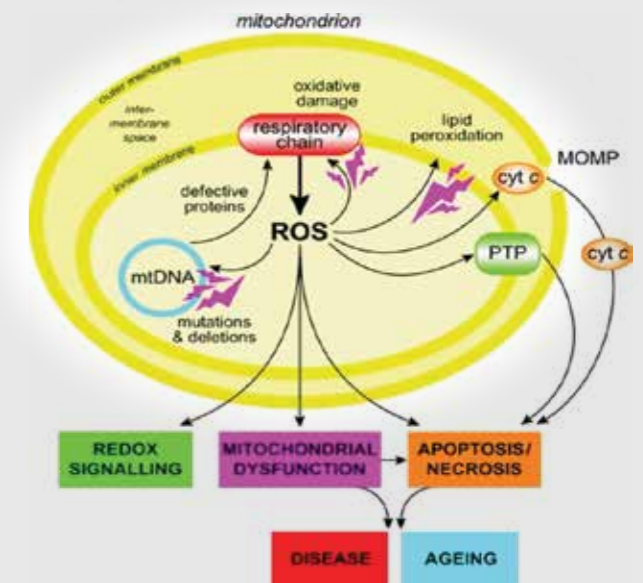 mitochondrion
outer membrane
inter-
membrane
space
inner membrane
oxidative
damage
respiratory
chain
lipid
peroxidation
MOMP
cyt c
defective
proteins
ROS
cyt c
PTP
mtDNA
mutations
& deletions
REDOX
SIGNALLING
MITOCHONDRIAL
DYSFUNCTION
APOPTOSIS/
NECROSIS
DISEASE
AGEING